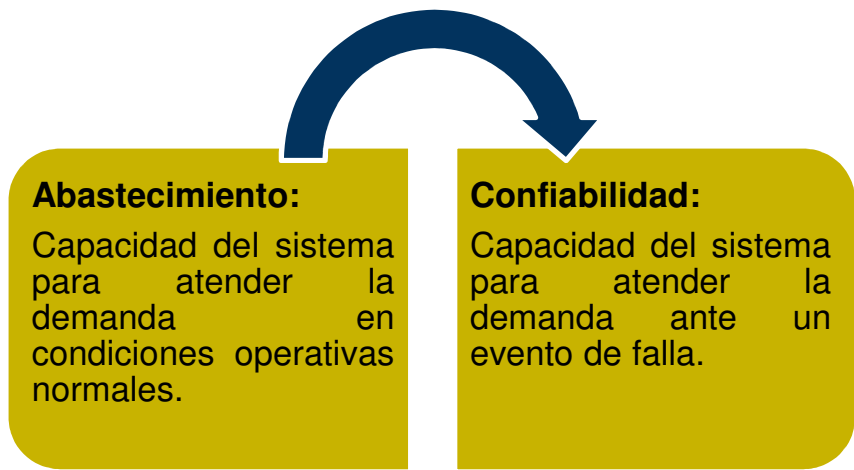 Abastecimiento:
Capacidad del sistema
para atender la
demanda en
condiciones operativas
normales.
Confiabilidad:
Capacidad del sistema
para atender la
demanda ante un
evento de falla.